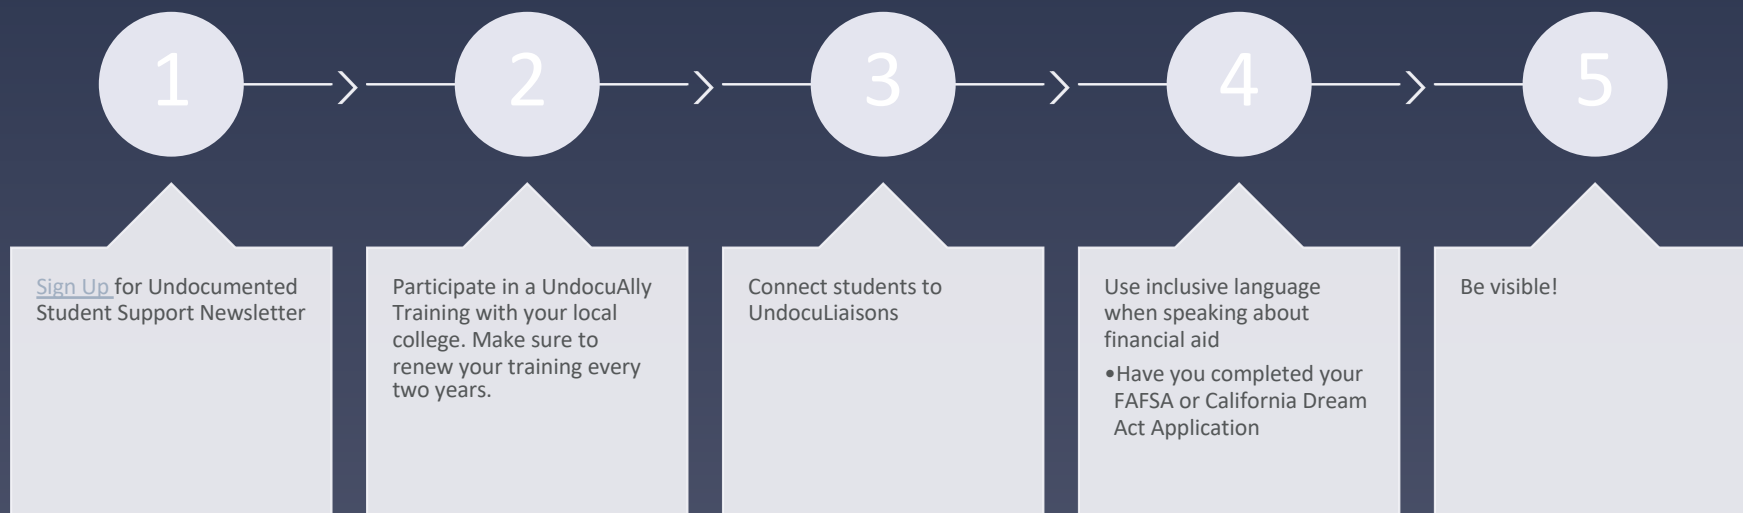 1
2
3
4
5
Sign Up for Undocumented
Student Support Newsletter
Participate in a UndocuAlly
Training with your local
college. Make sure to
renew your training every
two years.
Connect students to
UndocuLiaisons
Use inclusive language
when speaking about
financial aid
•Have you completed your
FAFSA or California Dream
Act Application
Be visible!